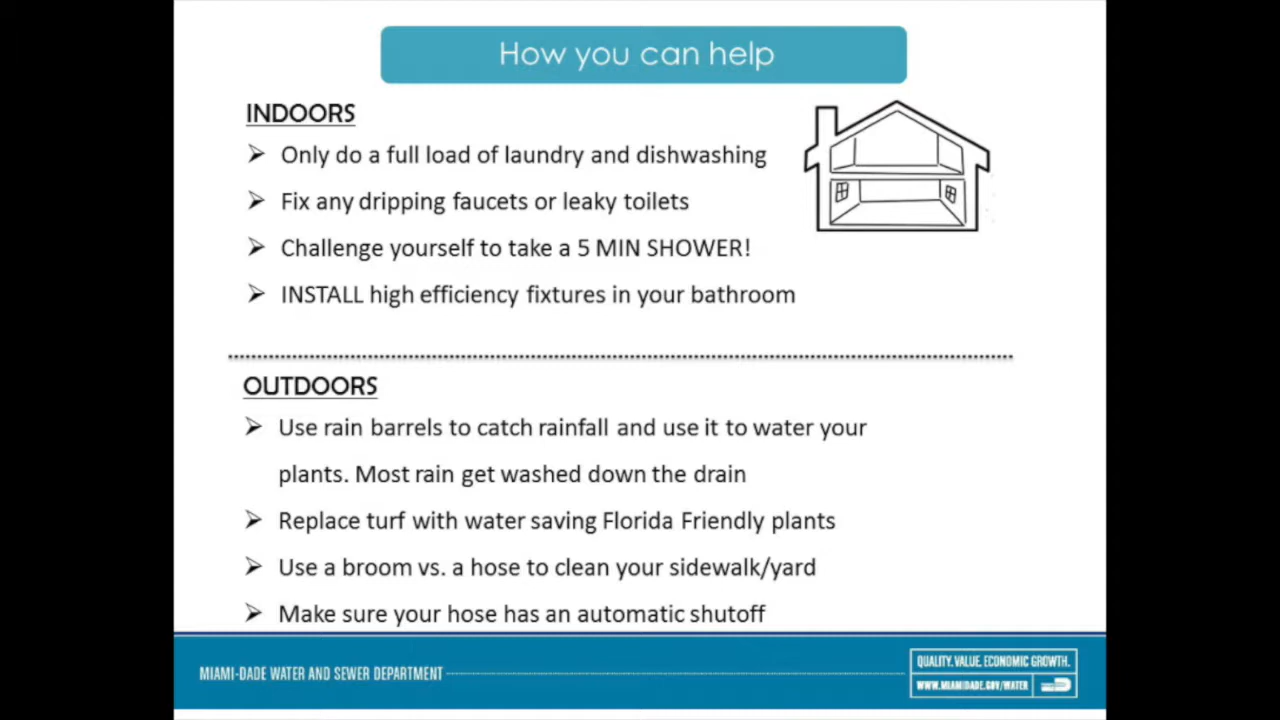 How you can help
INDOORS
Only do a full load of laundry and dishwashing
Fix any dripping faucets or leaky toilets
Challenge yourself to take a 5 MIN SHOWER!
INSTALL high efficiency fixtures in your bathroom
OUTDOORS
Use rain barrels to catch rainfall and use it to water your
plants. Most rain get washed down the drain
Replace turf with water saving Florida Friendly plants
Use a broom vs. a hose to clean your sidewalk/yard
Make sure your hose has an automatic shutoff
MIAMI-DADE WATER AND SEWER DEPARTMENT
QUALITY. VALUE. ECONOMIC GROWTH.
WWW.MIAMIDADE.GOV/WATER